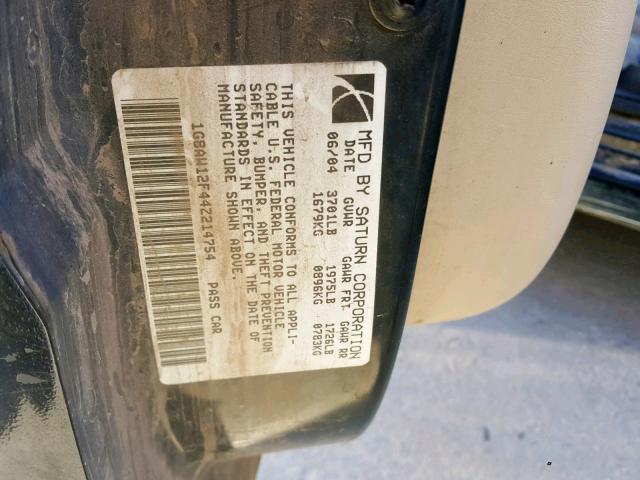 MFD BY SATURN CORPORATION
DATE GVWR GAWR FRT GAWR RR
06/04 3701LB 1975LB 1726LB
1679KG 0896KG 0783KG
THIS VEHICLE CONFORMS TO ALL APPLI-
CABLE U.S. FEDERAL MOTOR VEHICLE
SAFETY, BUMPER, AND THEFT PREVENTION
STANDARDS IN EFFECT ON THE DATE OF
MANUFACTURE SHOWN ABOVE.
1G8AW12F44Z214754 PASS CAR